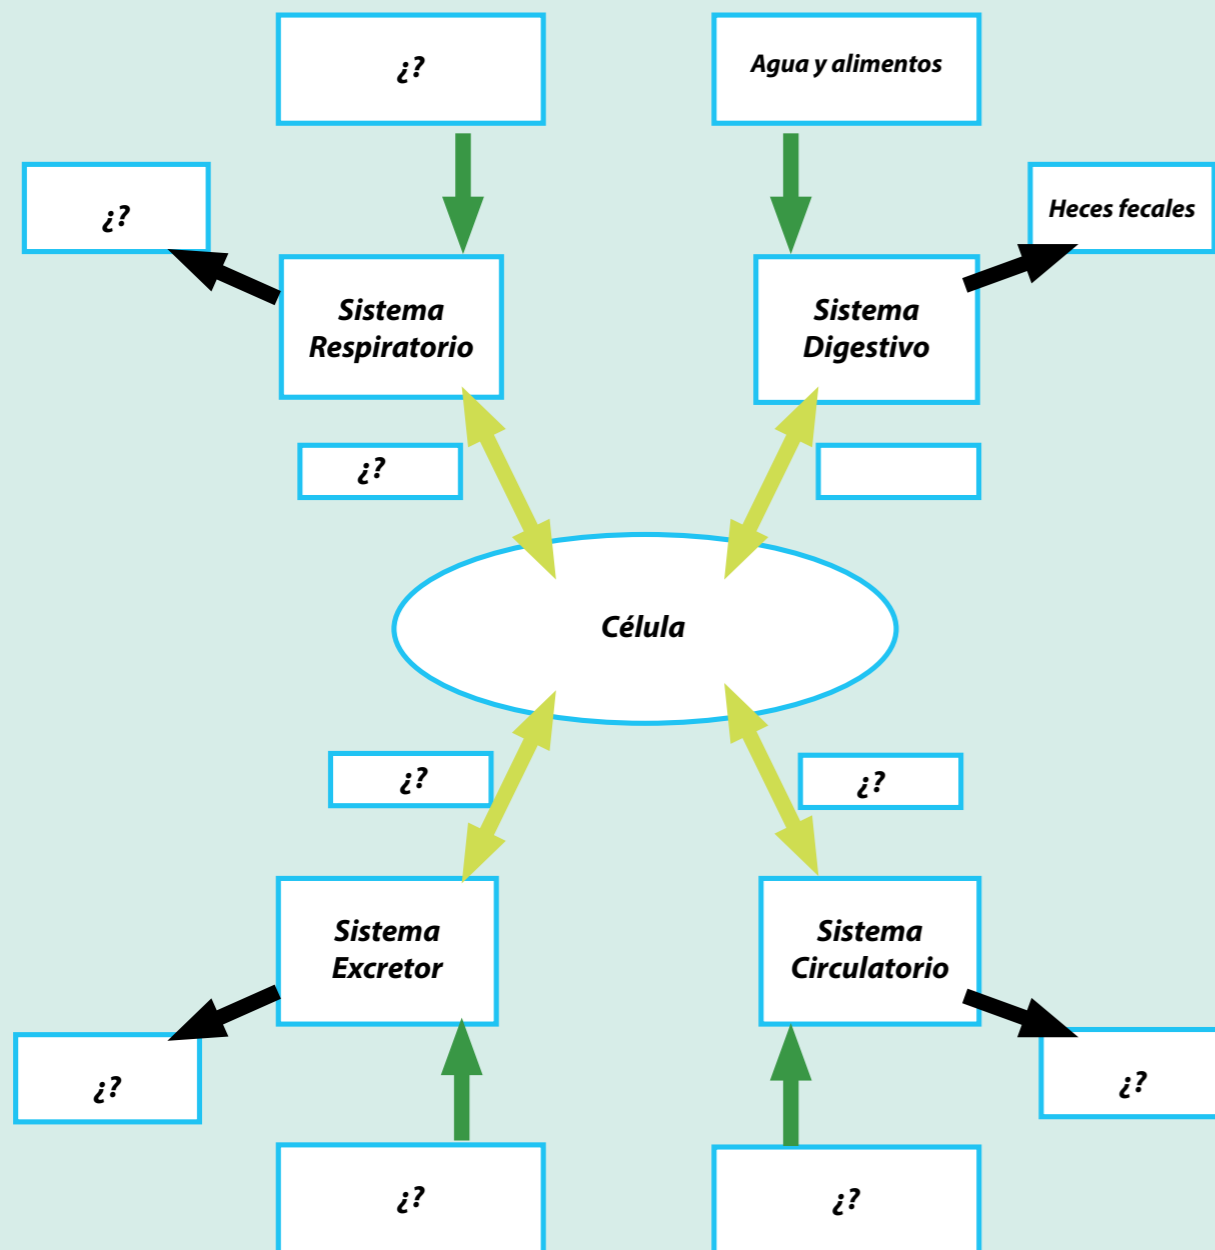 ¿?
Agua y alimentos
¿?
Heces fecales
Sistema
Respiratorio
Sistema
Digestivo
¿?
Célula
¿?
¿?
Sistema
Excretor
Sistema
Circulatorio
¿?
¿?
¿?
¿?